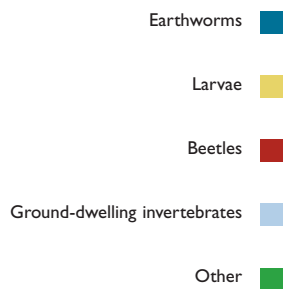 Earthworms
Larvae
Beetles
Ground-dwelling invertebrates
Other